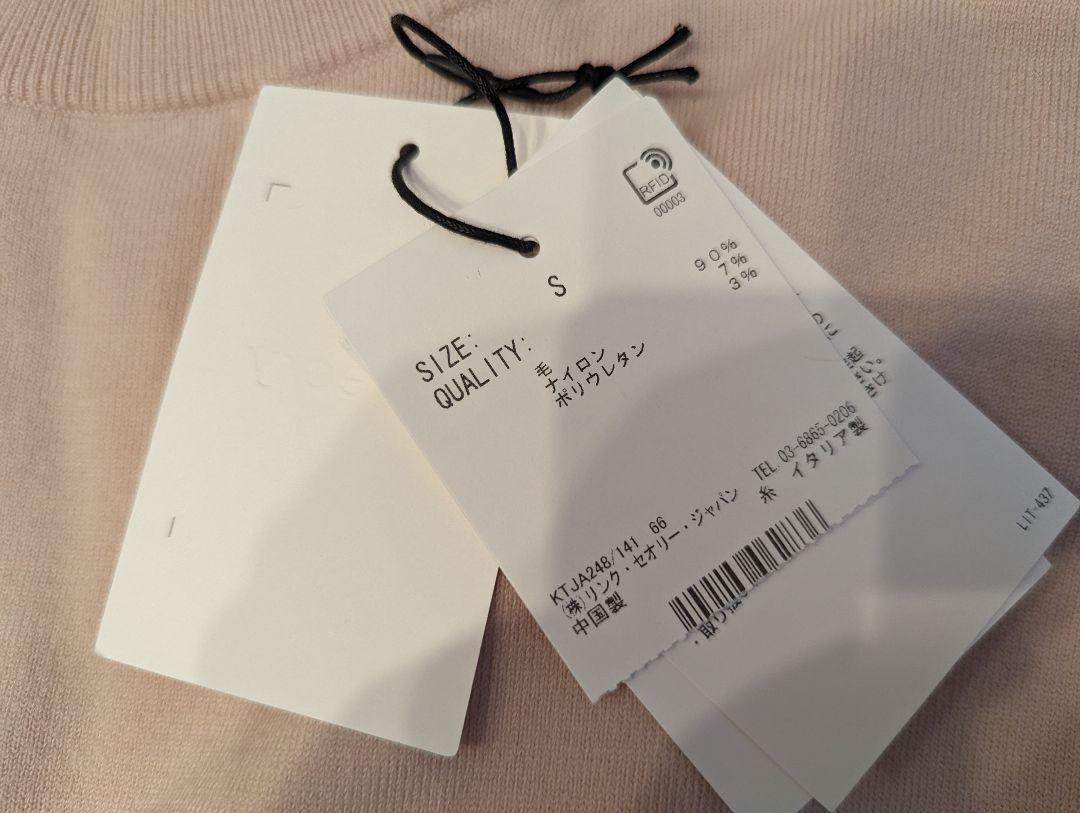 RFID
00003
SIZE: S
QUALITY: 毛 90%
ナイロン 7%
ポリウレタン 3%
KTJA248/141 66
(株)リンク・セオリー・ジャパン TEL.03-6865-0206
中国製 糸 イタリア製
・取り
LIT-437